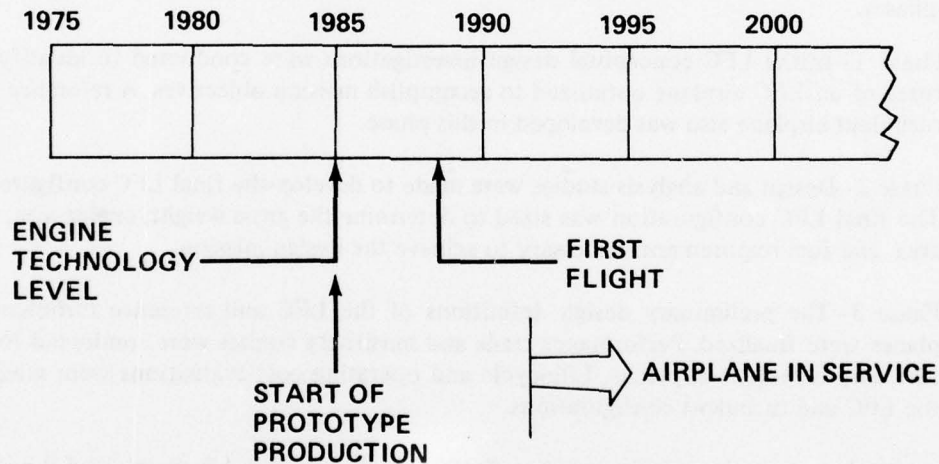 1975 1980 1985 1990 1995 2000
ENGINE
TECHNOLOGY
LEVEL
FIRST
FLIGHT
AIRPLANE IN SERVICE
START OF
PROTOTYPE
PRODUCTION